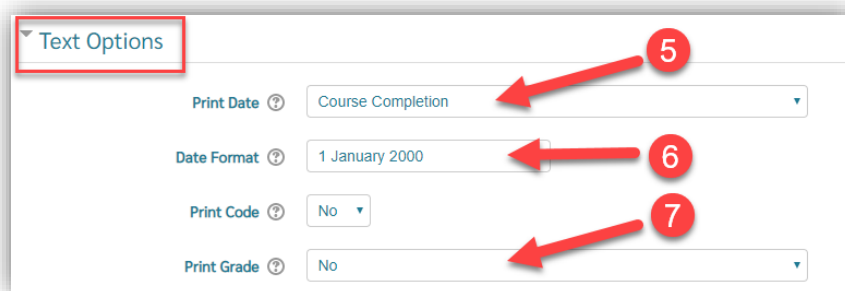 Text Options
5
Print Date Course Completion
Date Format 1 January 2000
6
Print Code No
7
Print Grade No